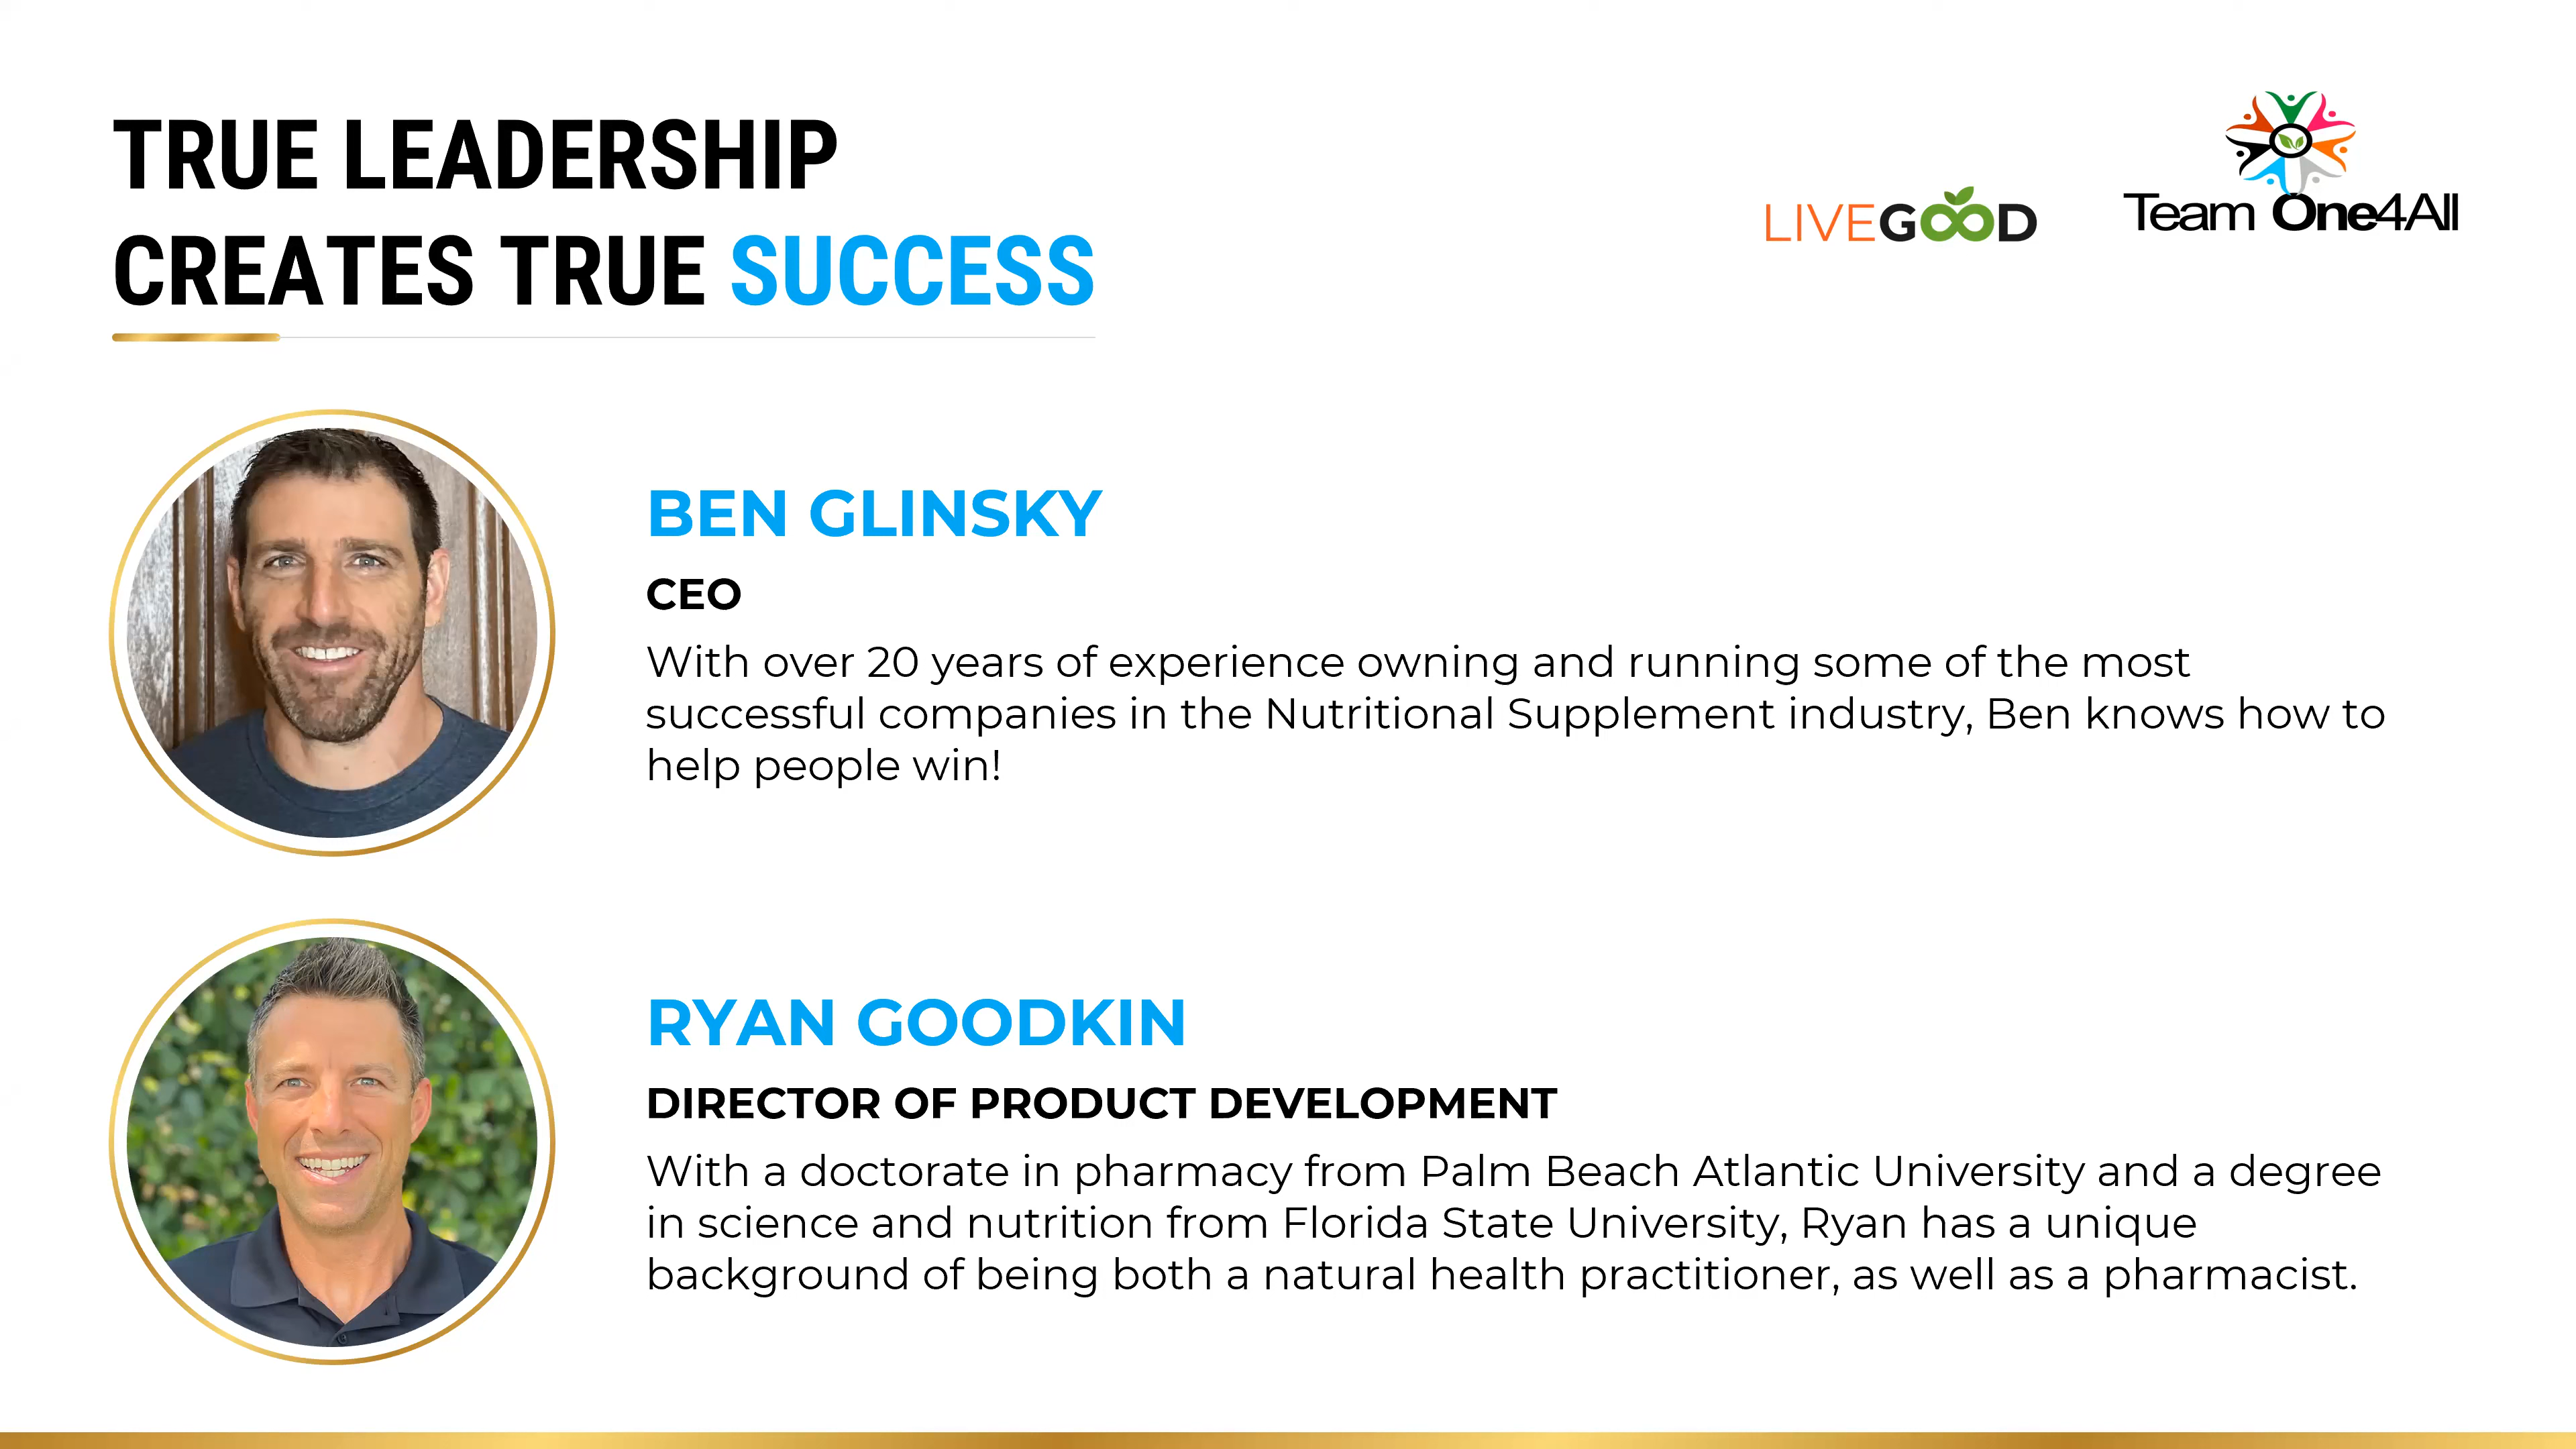 TRUE LEADERSHIP
CREATES TRUE SUCCESS
LIVEGOOD
Team One4All
BEN GLINSKY
CEO
With over 20 years of experience owning and running some of the most
successful companies in the Nutritional Supplement industry, Ben knows how to
help people win!
RYAN GOODKIN
DIRECTOR OF PRODUCT DEVELOPMENT
With a doctorate in pharmacy from Palm Beach Atlantic University and a degree
in science and nutrition from Florida State University, Ryan has a unique
background of being both a natural health practitioner, as well as a pharmacist.